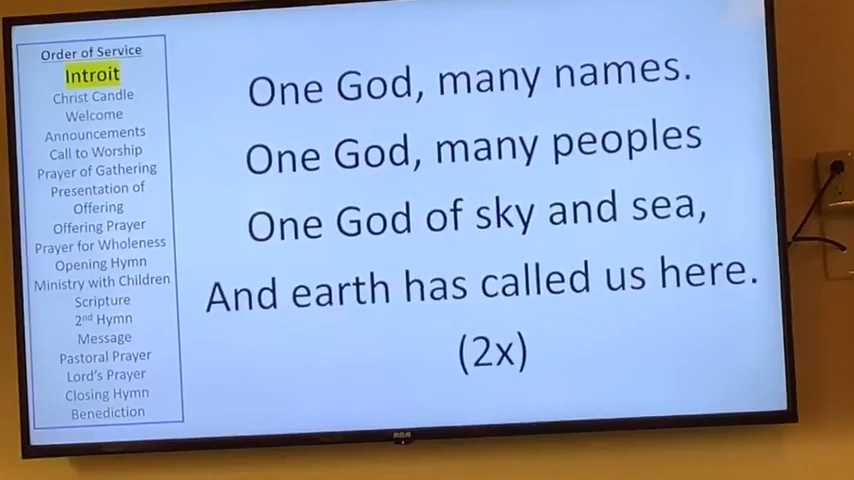 Order of Service
Introit
Christ Candle
Welcome
Announcements
Call to Worship
Prayer of Gathering
Presentation of
Offering
Offering Prayer
Prayer for Wholeness
Opening Hymn
Ministry with Children
Scripture
2nd Hymn
Message
Pastoral Prayer
Lord's Prayer
Closing Hymn
Benediction
One God, many names.
One God, many peoples
One God of sky and sea,
And earth has called us here.
(2x)
RCA